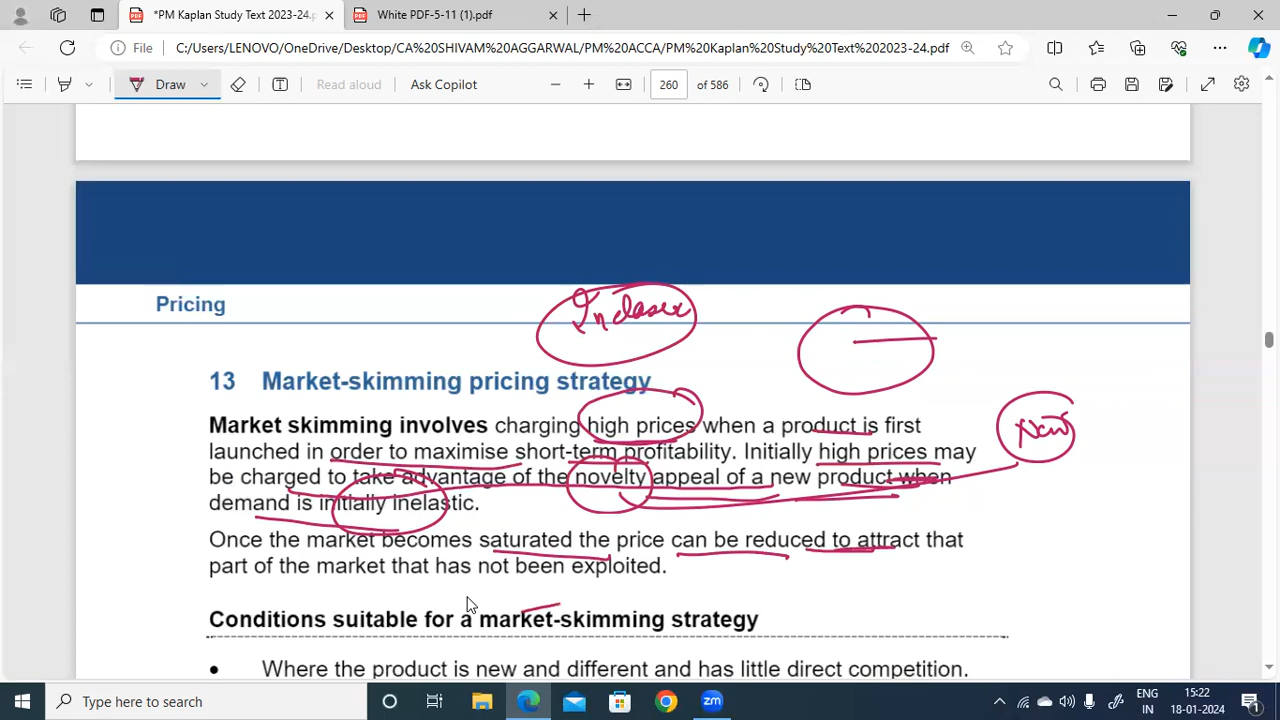 *PM Kaplan Study Text 2023-24.p
White PDF-5-11 (1).pdf
File
C:/Users/LENOVO/OneDrive/Desktop/CA%20SHIVAM%20AGGARWAL/PM%20ACCA/PM%20Kaplan%20Study%20Text%202023-24.pdf
Draw
Read aloud
Ask Copilot
260 of 586
Pricing
13 Market-skimming pricing strategy
Market skimming involves charging high prices when a product is first
launched in order to maximise short-term profitability. Initially high prices may
be charged to take advantage of the novelty appeal of a new product when
demand is initially inelastic.
Once the market becomes saturated the price can be reduced to attract that
part of the market that has not been exploited.
Conditions suitable for a market-skimming strategy
• Where the product is new and different and has little direct competition.
Type here to search
zm
ENG
IN
15:22
18-01-2024
1